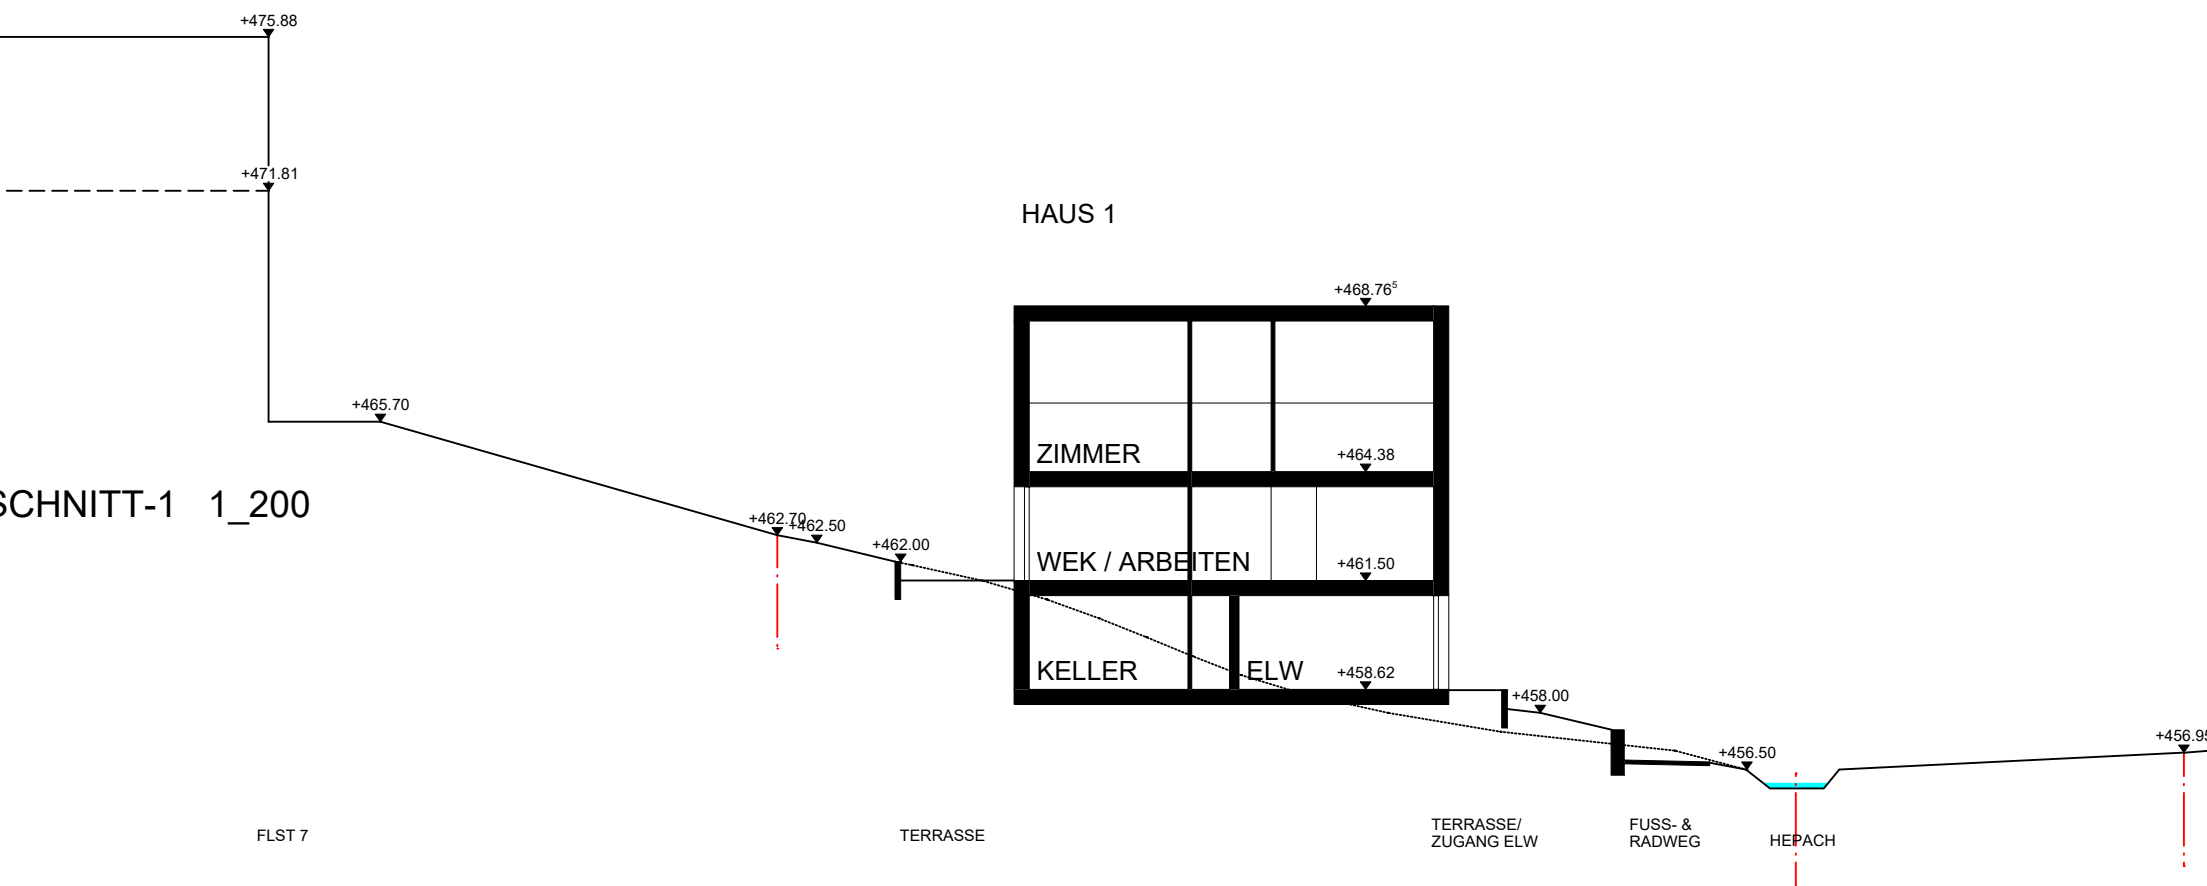 +475.88
+471.81
HAUS 1
+468.76⁵
+465.70
ZIMMER
+464.38
SCHNITT-1 1_200
+462.70
+462.50
+462.00
WEK / ARBEITEN
+461.50
KELLER
ELW
+458.62
+458.00
+456.50
+456.95
FLST 7
TERRASSE
TERRASSE/
ZUGANG ELW
FUSS- &
RADWEG
HEPACH